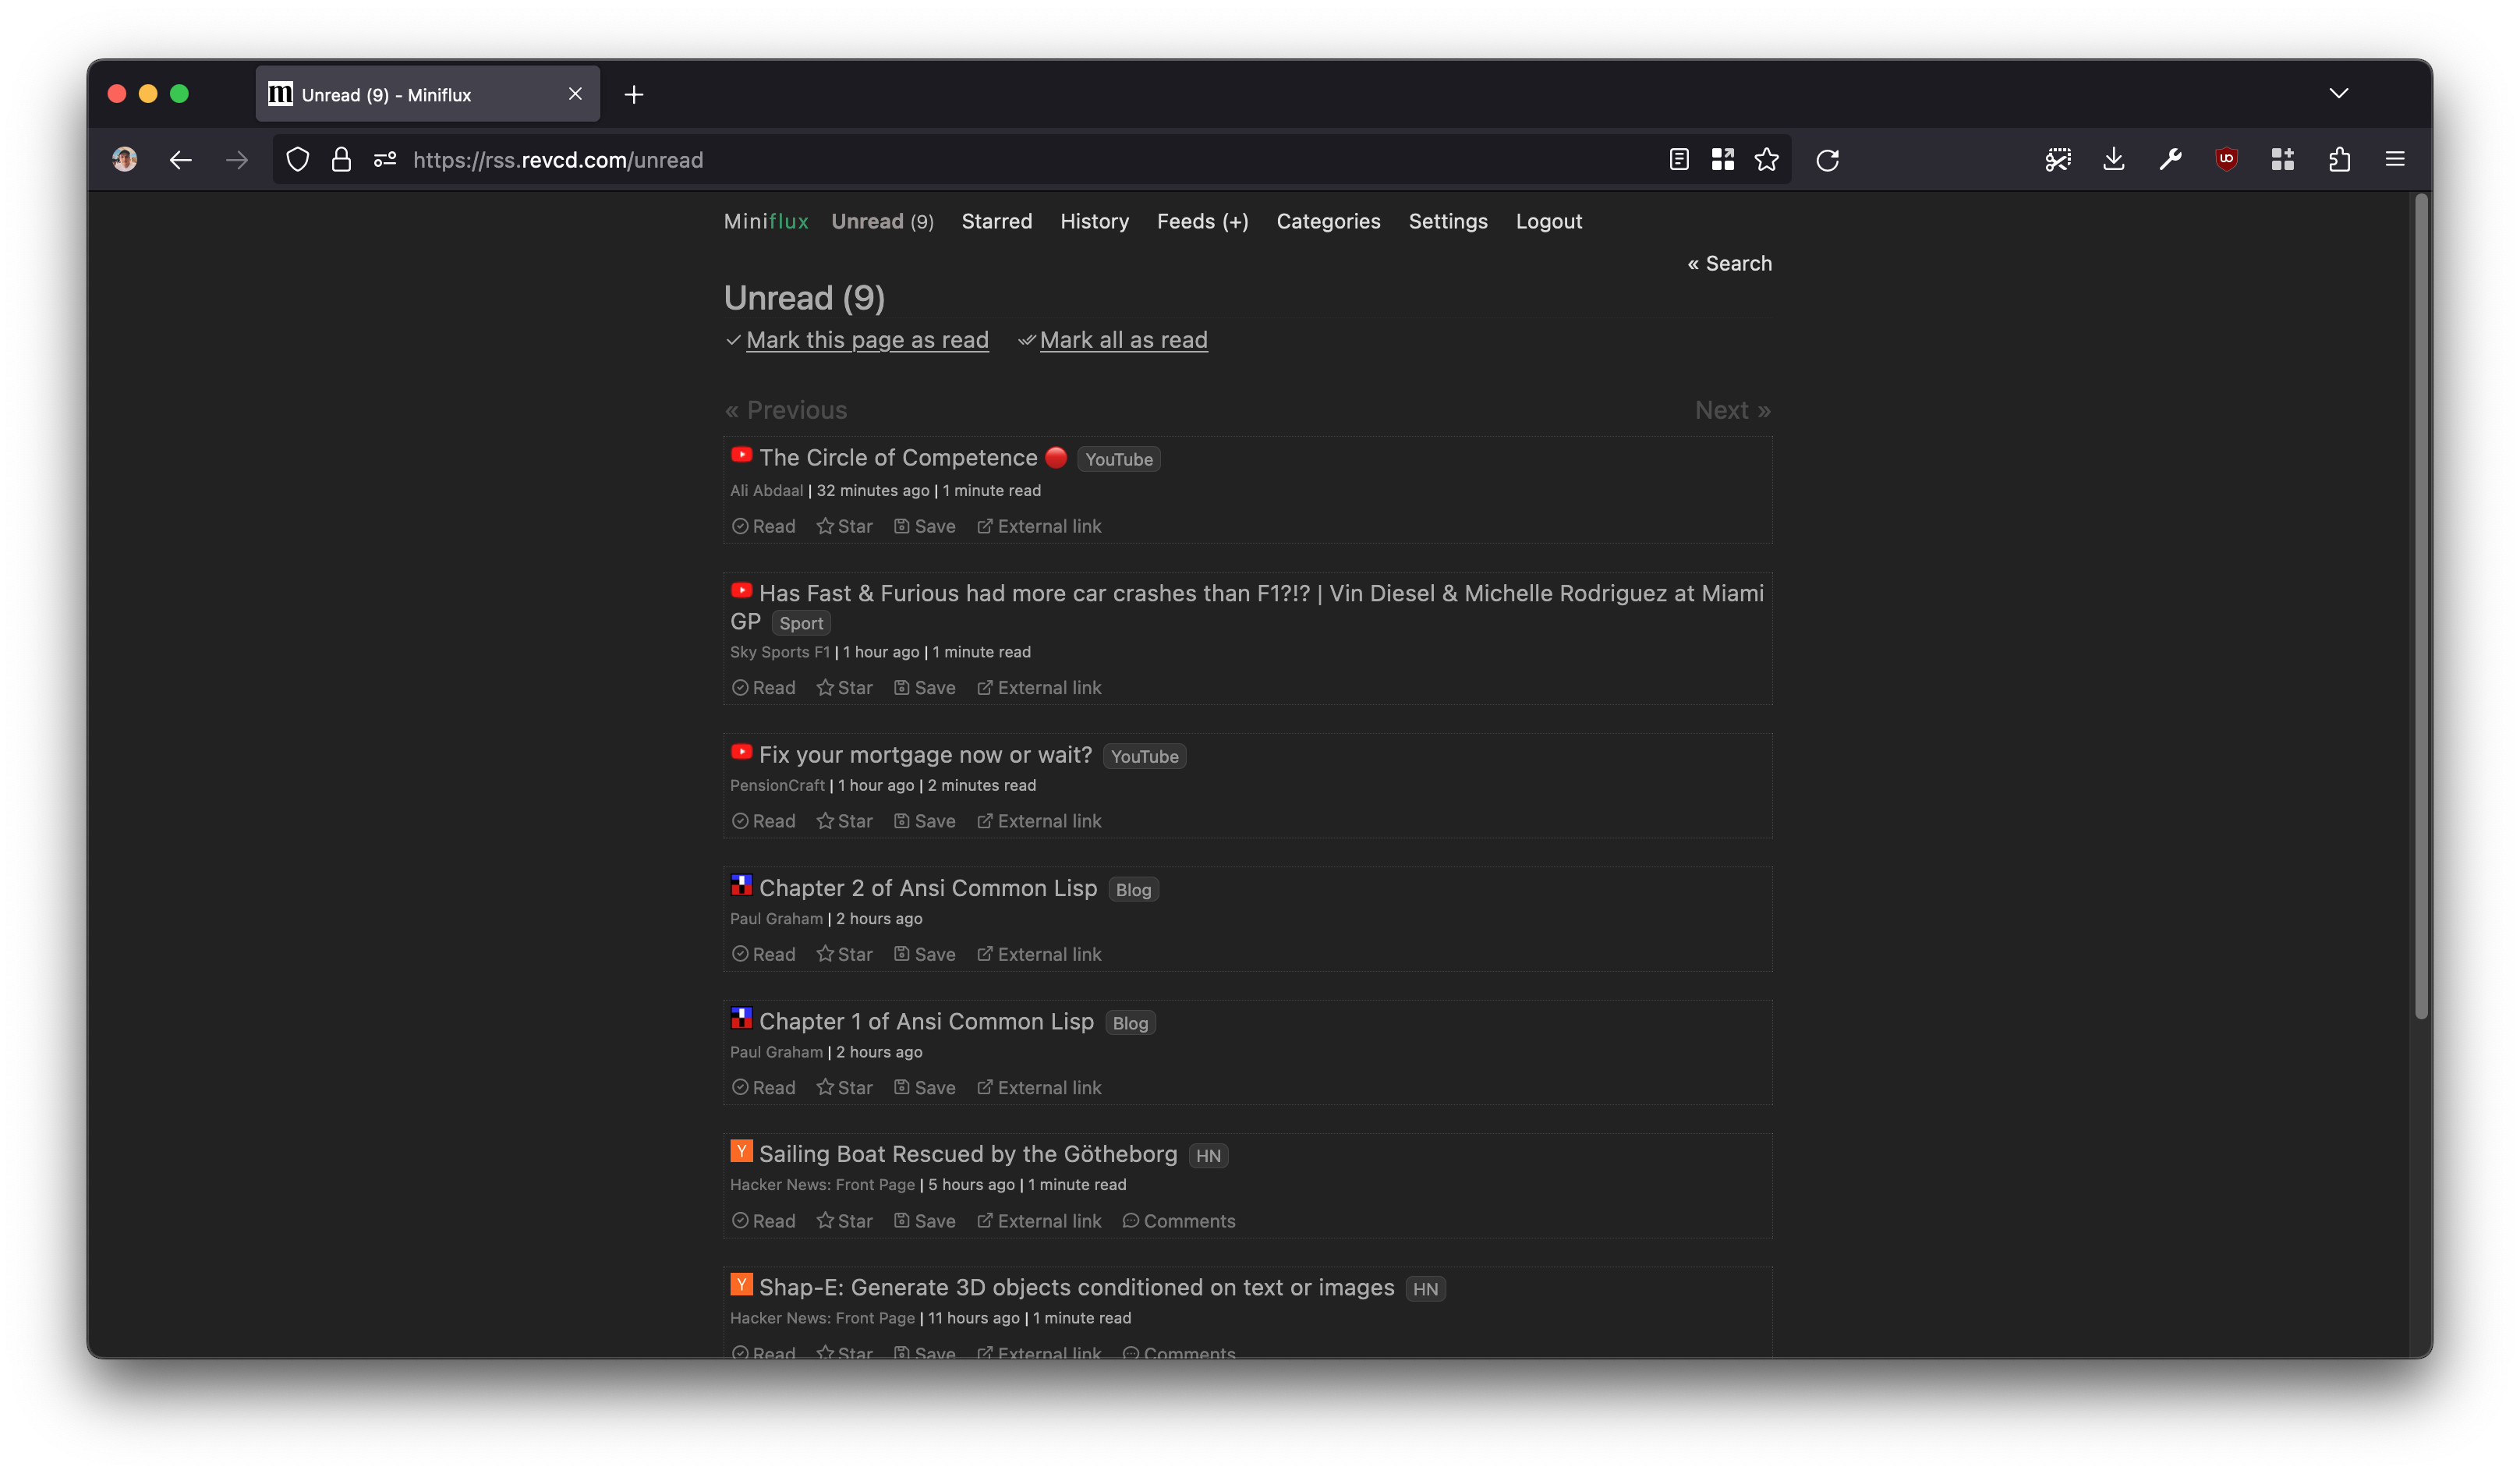 Unread (9) - Miniflux
https://rss.revcd.com/unread
Miniflux Unread (9) Starred History Feeds (+) Categories Settings Logout
« Search
Unread (9)
Mark this page as read Mark all as read
« Previous Next »
The Circle of Competence YouTube
Ali Abdaal | 32 minutes ago | 1 minute read
Read Star Save External link
Has Fast & Furious had more car crashes than F1?!? | Vin Diesel & Michelle Rodriguez at Miami
GP Sport
Sky Sports F1 | 1 hour ago | 1 minute read
Read Star Save External link
Fix your mortgage now or wait? YouTube
PensionCraft | 1 hour ago | 2 minutes read
Read Star Save External link
Chapter 2 of Ansi Common Lisp Blog
Paul Graham | 2 hours ago
Read Star Save External link
Chapter 1 of Ansi Common Lisp Blog
Paul Graham | 2 hours ago
Read Star Save External link
Y Sailing Boat Rescued by the Götheborg HN
Hacker News: Front Page | 5 hours ago | 1 minute read
Read Star Save External link Comments
Y Shap-E: Generate 3D objects conditioned on text or images HN
Hacker News: Front Page | 11 hours ago | 1 minute read
Read Star Save External link Comments